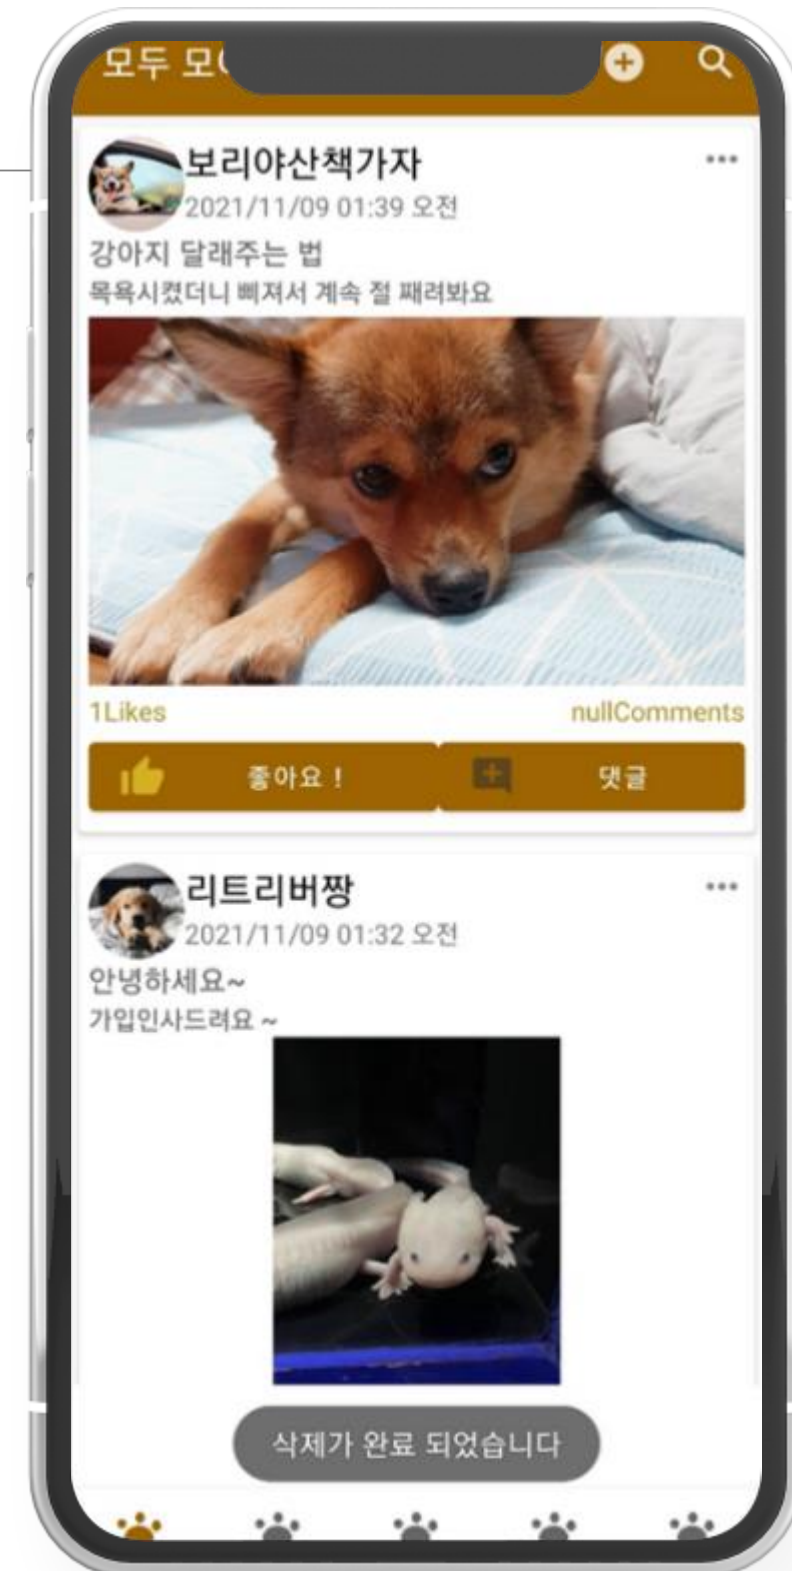 모두
보리야산책가자
2021/11/09 01:39 오전
강아지 달래주는 법
목욕시켰더니 삐져서 계속 절 째려봐요
1Likes nullComments
좋아요 ! 댓글
리트리버짱
2021/11/09 01:32 오전
안녕하세요~
가입인사드려요 ~
삭제가 완료 되었습니다